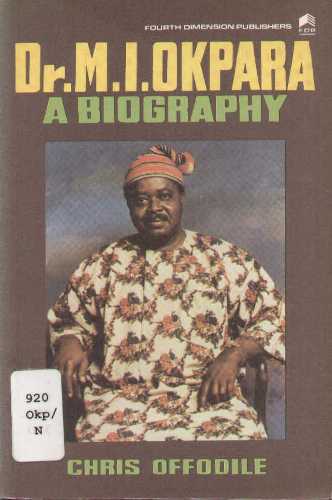 FOURTH DIMENSION PUBLISHERS
FDP
Dr.M.I.OKPARA
A BIOGRAPHY
920
Okp/
N
CHRIS OFFODILE